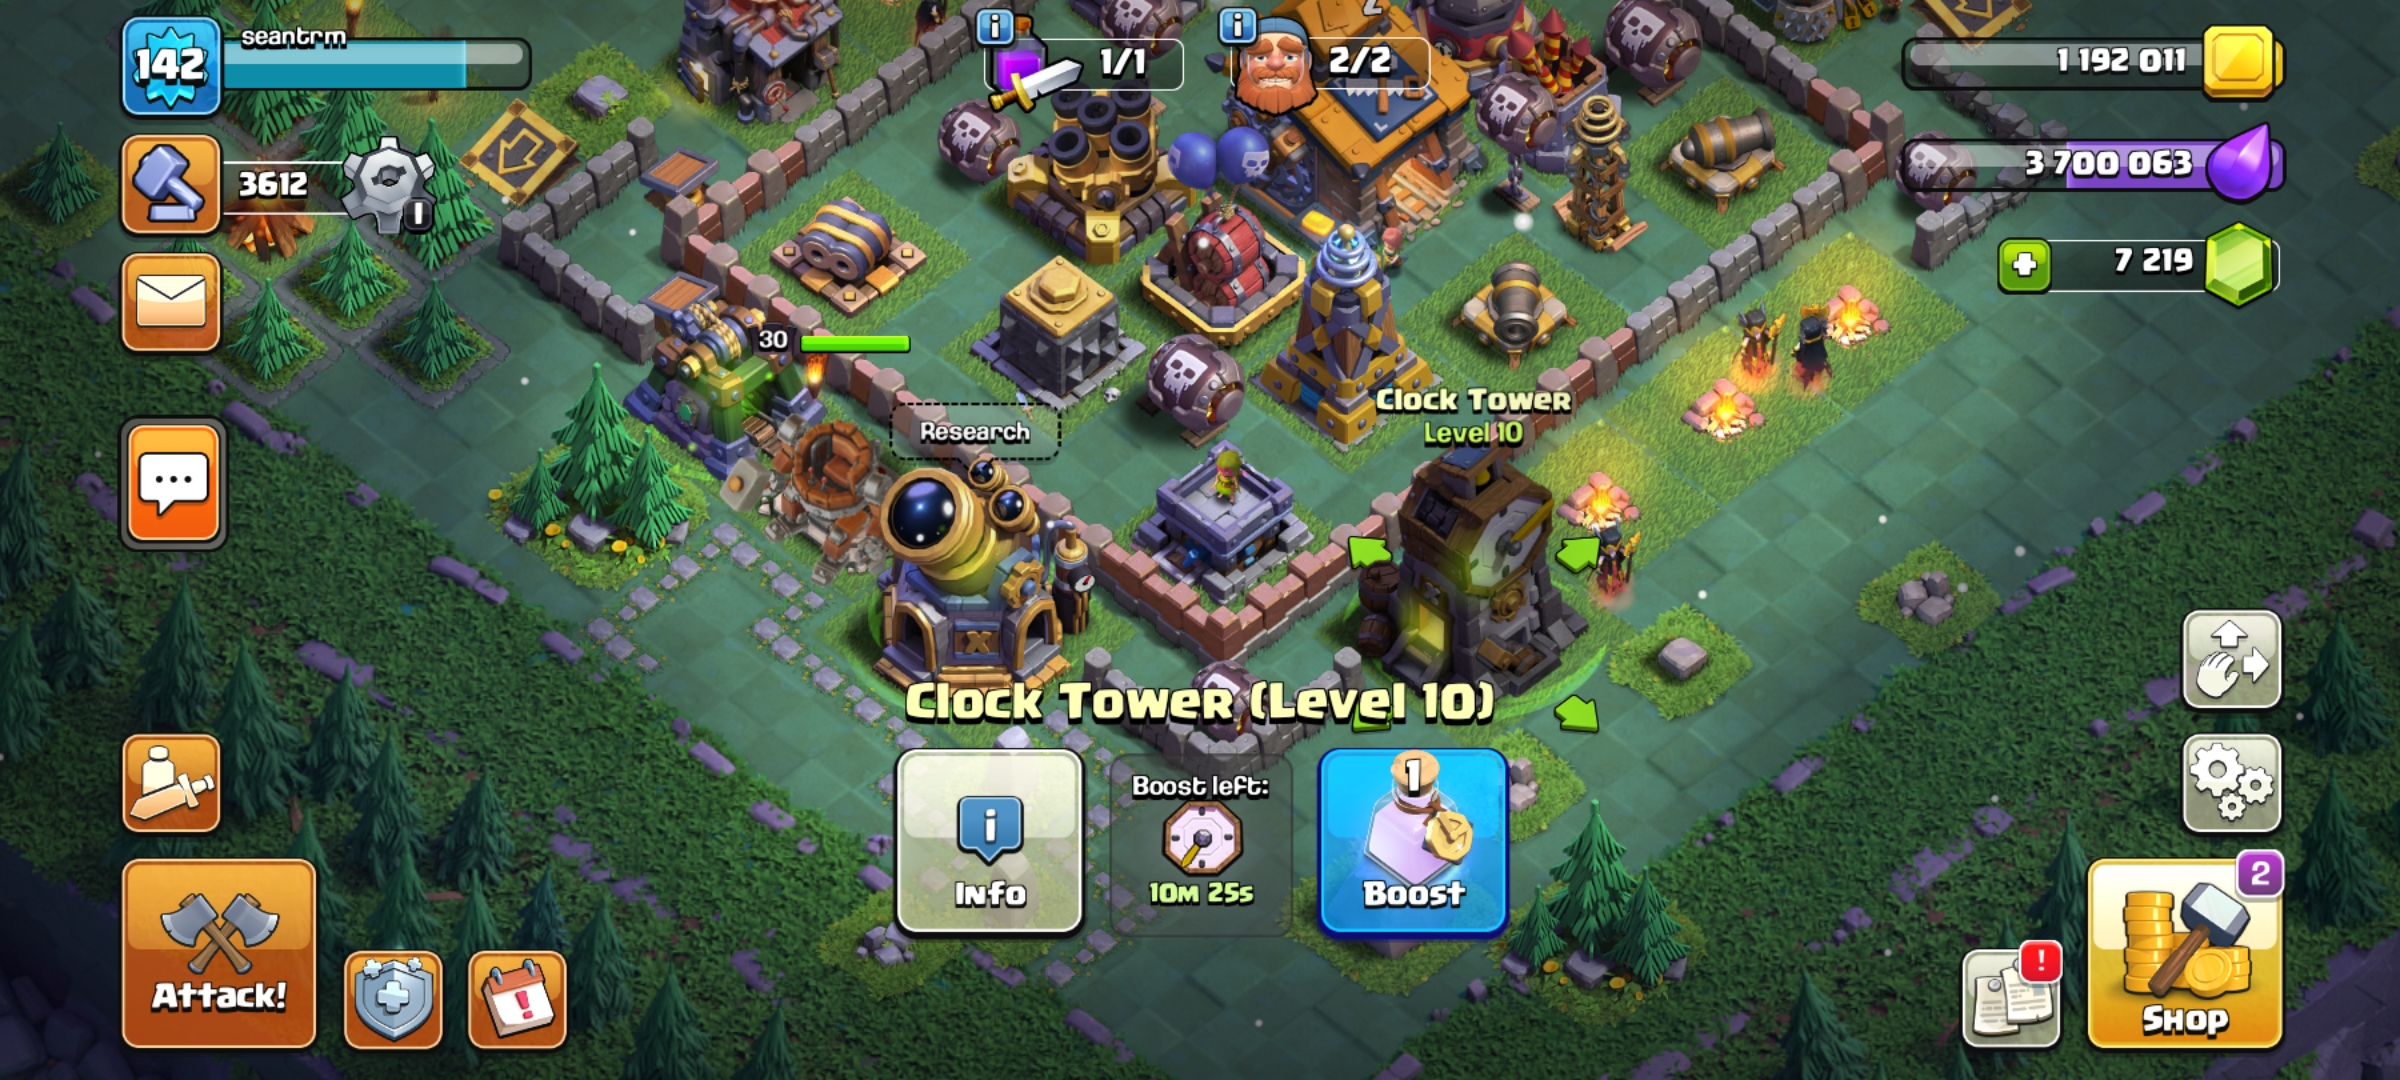 142
seantrm
1/1
2/2
1 192 011
3612
I
3 700 063
7 219
30
Research
Clock Tower
Level 10
Clock Tower (Level 10)
Info
Boost left:
10m 25s
1
Boost
Attack!
2
Shop